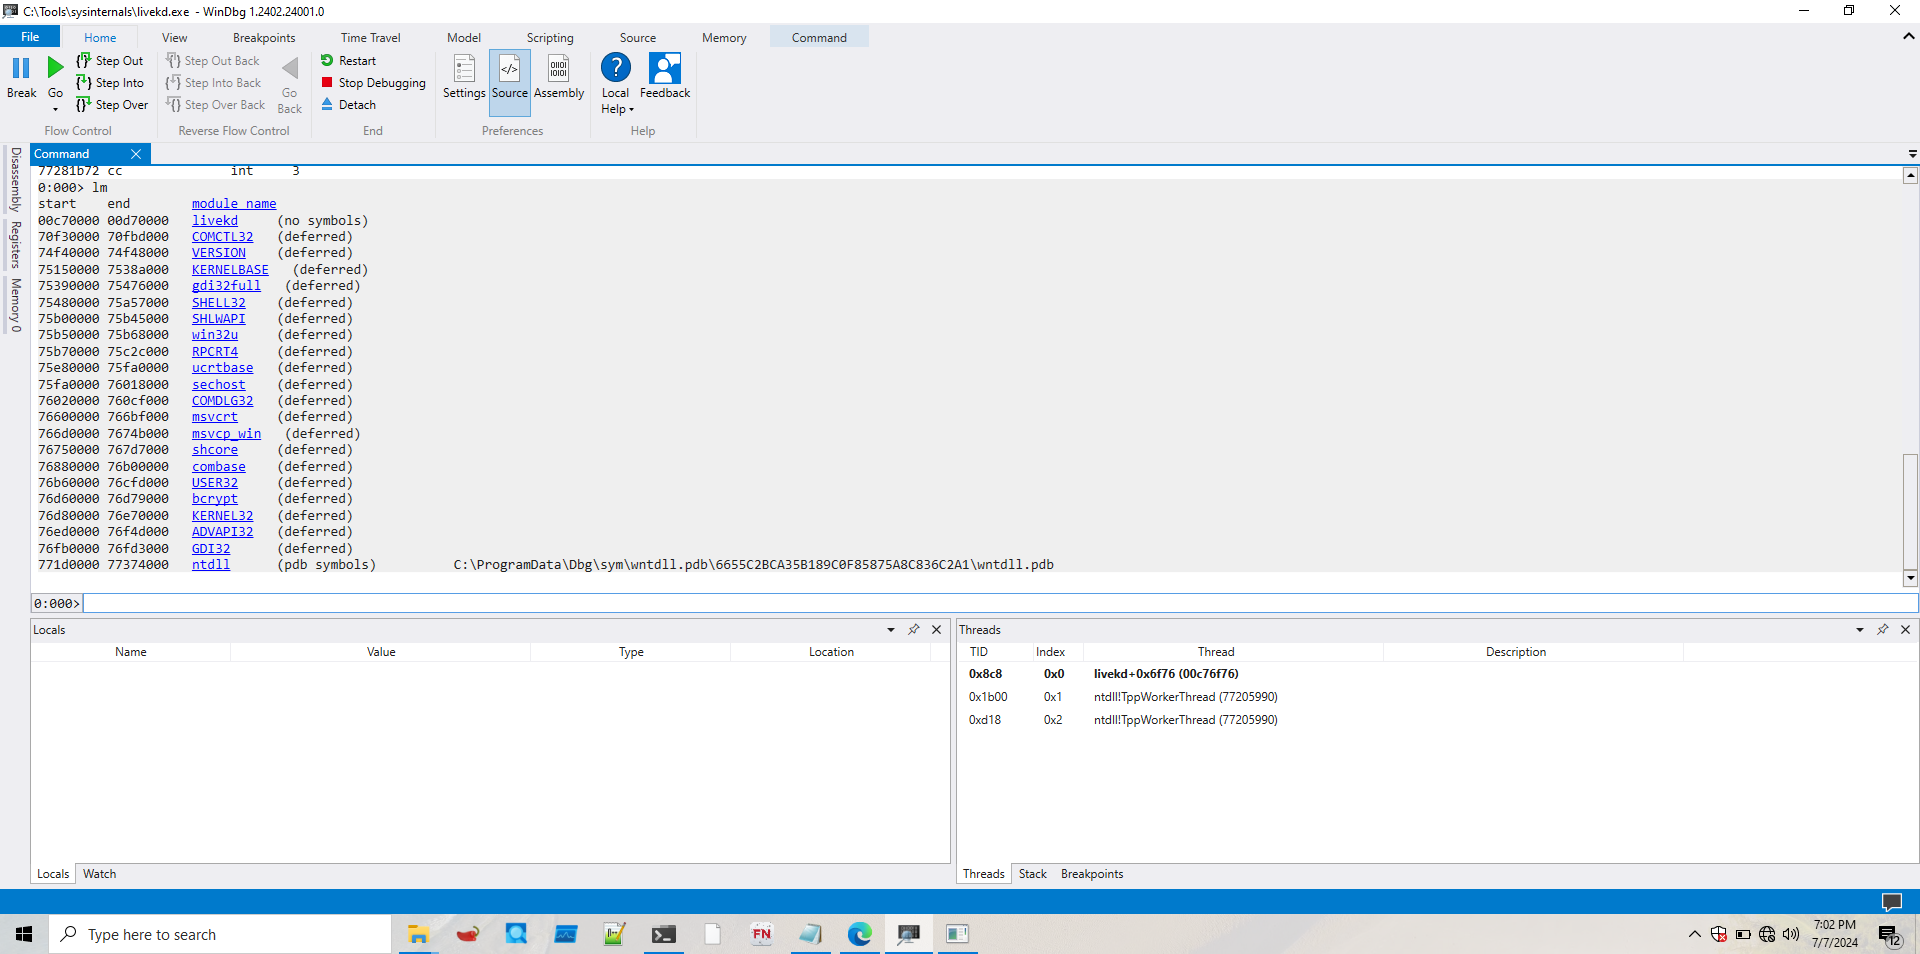 C:\Tools\sysinternals\livekd.exe - WinDbg 1.2402.24001.0
File Home View Breakpoints Time Travel Model Scripting Source Memory Command
Break
Go
Step Out
Step Into
Step Over
Flow Control
Step Out Back
Step Into Back
Step Over Back
Go Back
Reverse Flow Control
Restart
Stop Debugging
Detach
End
Settings
Source
Assembly
Preferences
Local Help
Feedback
Help
Disassembly
Registers
Memory 0
Command
77281b72 cc int 3
0:000> lm
start end module name
00c70000 00d70000 livekd (no symbols)
70f30000 70fbd000 COMCTL32 (deferred)
74f40000 74f48000 VERSION (deferred)
75150000 7538a000 KERNELBASE (deferred)
75390000 75476000 gdi32full (deferred)
75480000 75a57000 SHELL32 (deferred)
75b00000 75b45000 SHLWAPI (deferred)
75b50000 75b68000 win32u (deferred)
75b70000 75c2c000 RPCRT4 (deferred)
75e80000 75fa0000 ucrtbase (deferred)
75fa0000 76018000 sechost (deferred)
76020000 760cf000 COMDLG32 (deferred)
76600000 766bf000 msvcrt (deferred)
766d0000 7674b000 msvcp_win (deferred)
76750000 767d7000 shcore (deferred)
76880000 76b00000 combase (deferred)
76b60000 76cfd000 USER32 (deferred)
76d60000 76d79000 bcrypt (deferred)
76d80000 76e70000 KERNEL32 (deferred)
76ed0000 76f4d000 ADVAPI32 (deferred)
76fb0000 76fd3000 GDI32 (deferred)
771d0000 77374000 ntdll (pdb symbols) C:\ProgramData\Dbg\sym\wntdll.pdb\6655C2BCA35B189C0F85875A8C836C2A1\wntdll.pdb
0:000>
Locals
Name Value Type Location
Locals Watch
Threads
TID Index Thread Description
0x8c8 0x0 livekd+0x6f76 (00c76f76)
0x1b00 0x1 ntdll!TppWorkerThread (77205990)
0xd18 0x2 ntdll!TppWorkerThread (77205990)
Threads Stack Breakpoints
Type here to search
FN
7:02 PM
7/7/2024
12